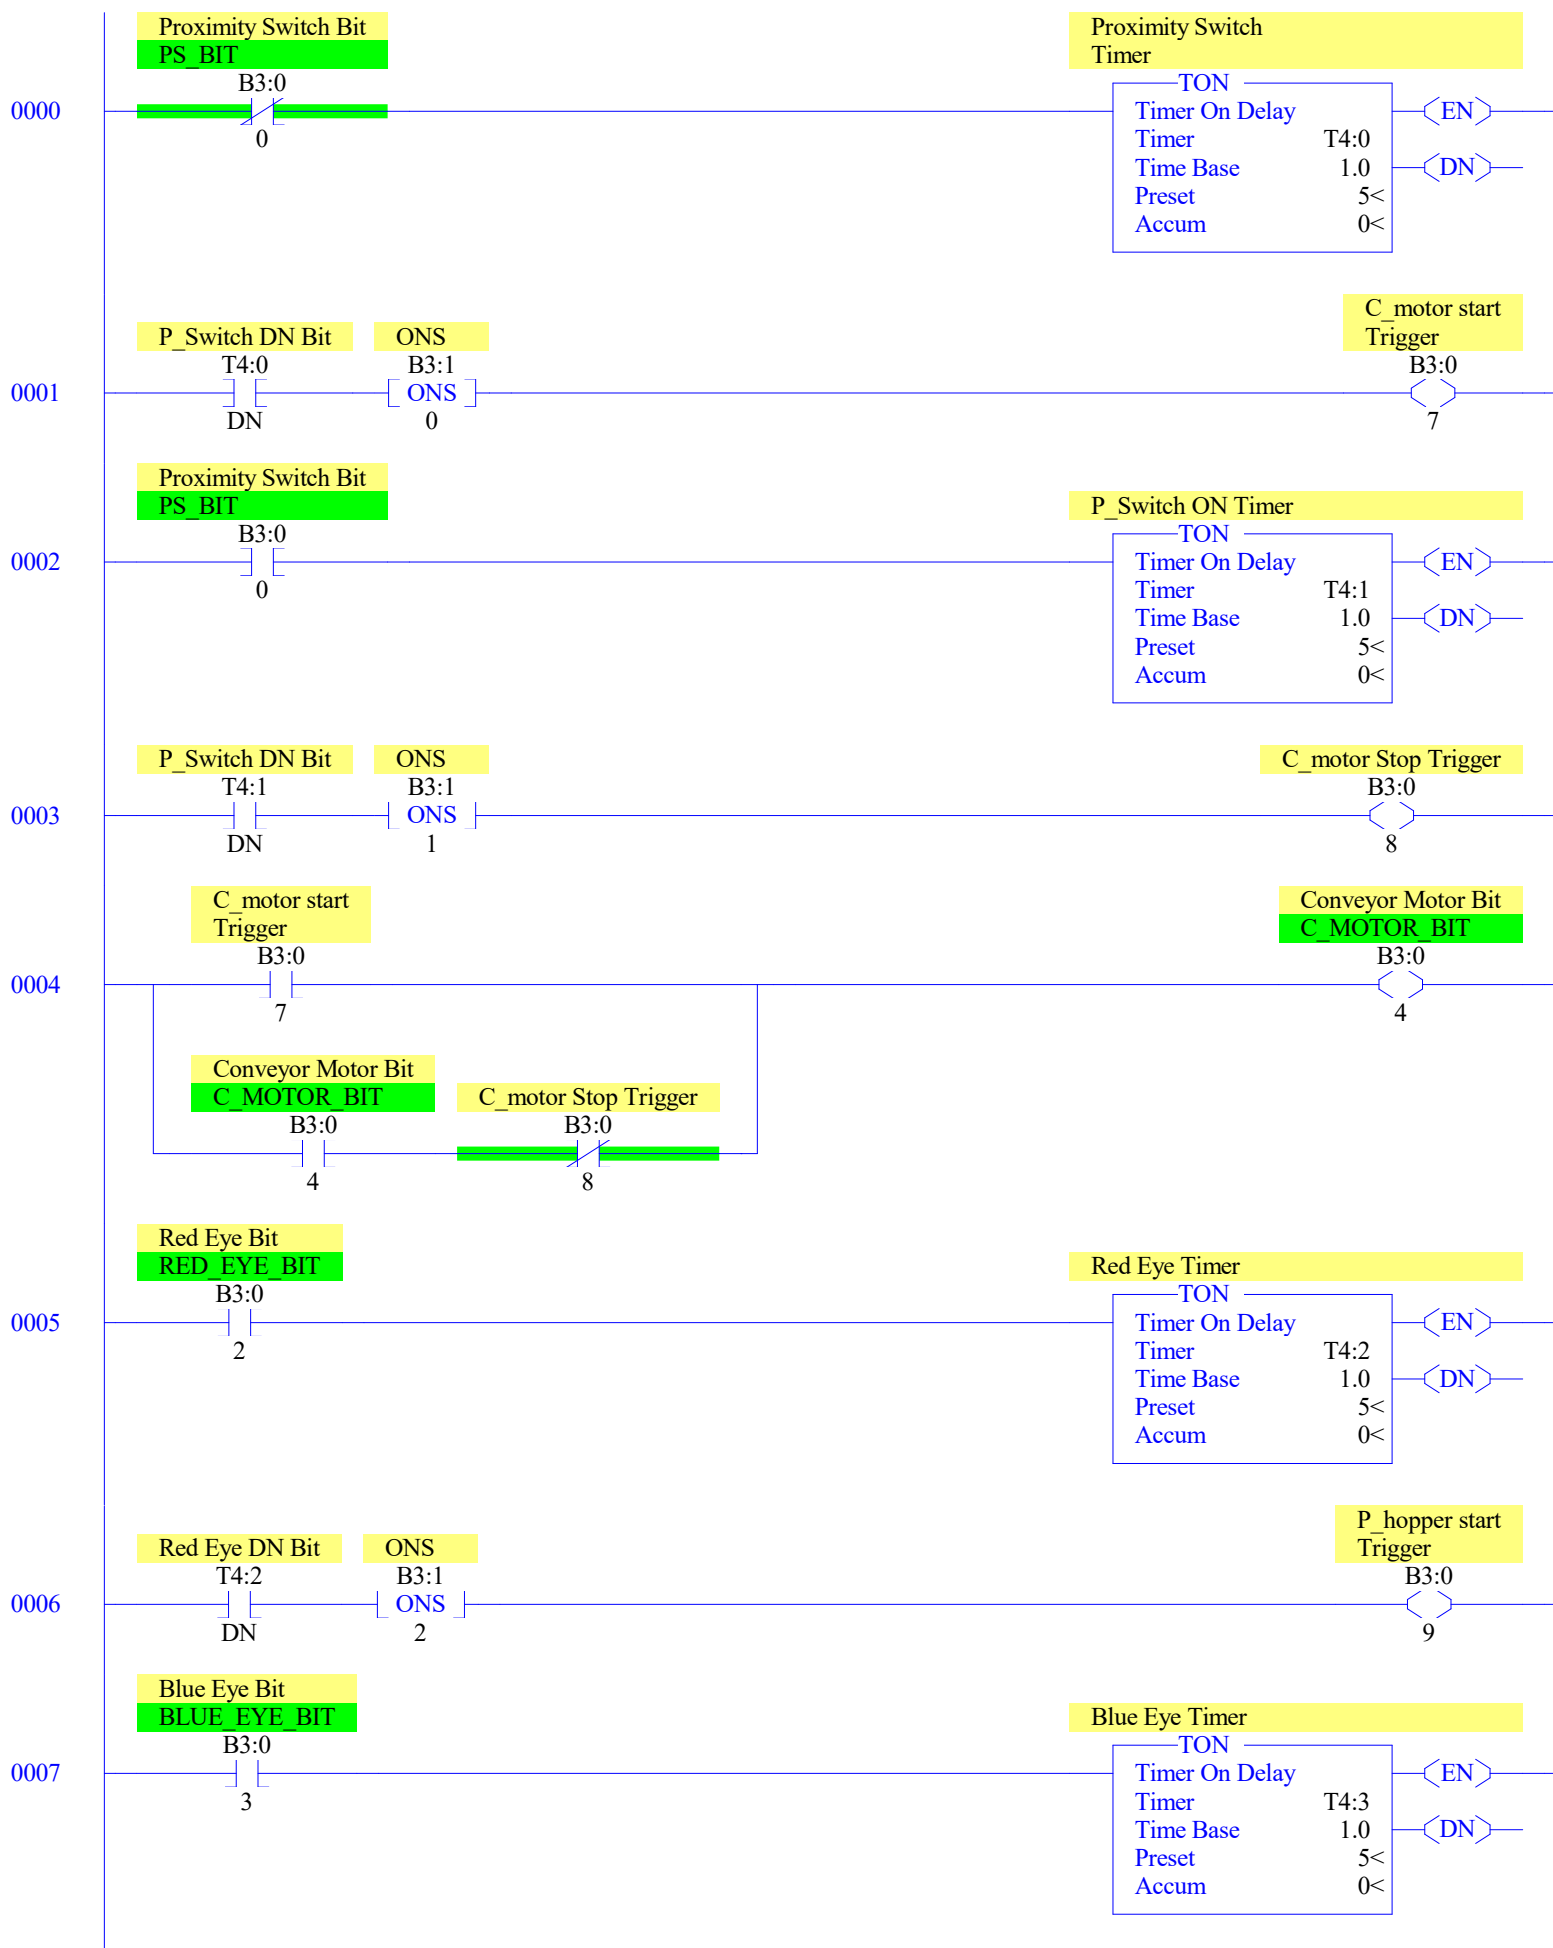 Proximity Switch Bit
PS_BIT
B3:0
0
Proximity Switch
Timer
TON
Timer On Delay
Timer T4:0
Time Base 1.0
Preset 5<
Accum 0<
EN
DN
0000
P_Switch DN Bit
T4:0
DN
ONS
B3:1
ONS
0
C_motor start
Trigger
B3:0
7
0001
Proximity Switch Bit
PS_BIT
B3:0
0
P_Switch ON Timer
TON
Timer On Delay
Timer T4:1
Time Base 1.0
Preset 5<
Accum 0<
EN
DN
0002
P_Switch DN Bit
T4:1
DN
ONS
B3:1
ONS
1
C_motor Stop Trigger
B3:0
8
0003
C_motor start
Trigger
B3:0
7
Conveyor Motor Bit
C_MOTOR_BIT
B3:0
4
0004
Conveyor Motor Bit
C_MOTOR_BIT
B3:0
4
C_motor Stop Trigger
B3:0
8
Red Eye Bit
RED_EYE_BIT
B3:0
2
Red Eye Timer
TON
Timer On Delay
Timer T4:2
Time Base 1.0
Preset 5<
Accum 0<
EN
DN
0005
Red Eye DN Bit
T4:2
DN
ONS
B3:1
ONS
2
P_hopper start
Trigger
B3:0
9
0006
Blue Eye Bit
BLUE_EYE_BIT
B3:0
3
Blue Eye Timer
TON
Timer On Delay
Timer T4:3
Time Base 1.0
Preset 5<
Accum 0<
EN
DN
0007